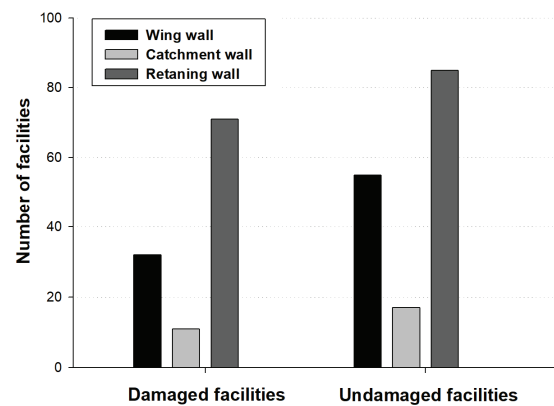 100
80
60
40
20
0
Number of facilities
Wing wall
Catchment wall
Retaning wall
Damaged facilities
Undamaged facilities